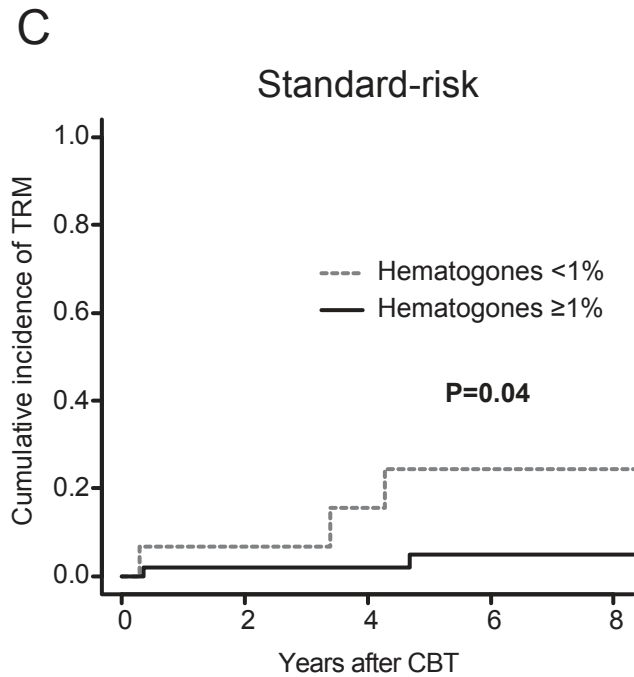 C
Standard-risk
Cumulative incidence of TRM
1.0
0.8
0.6
0.4
0.2
0.0
Hematogones <1%
Hematogones ≥1%
P=0.04
0 2 4 6 8
Years after CBT